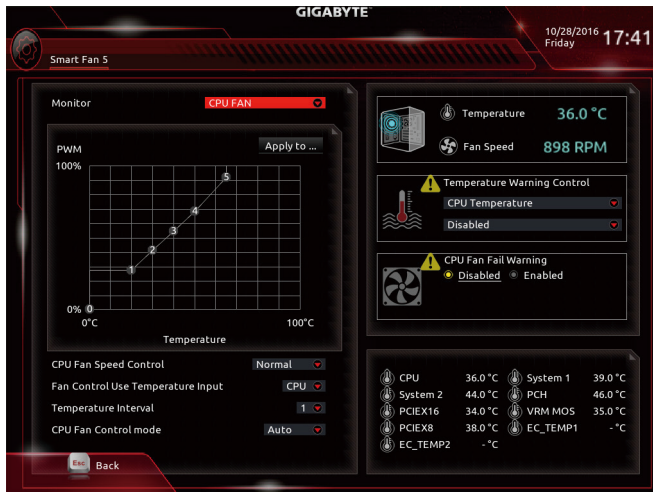 GIGABYTE
10/28/2016 17:41
Friday
Smart Fan 5
Monitor CPU FAN
PWM Apply to ...
100%
5
4
3
2
1
0% 0
0°C 100°C
Temperature
CPU Fan Speed Control Normal
Fan Control Use Temperature Input CPU
Temperature Interval 1
CPU Fan Control mode Auto
Esc Back
Temperature 36.0 °C
Fan Speed 898 RPM
Temperature Warning Control
CPU Temperature
Disabled
CPU Fan Fail Warning
Disabled Enabled
CPU 36.0 °C System 1 39.0 °C
System 2 44.0 °C PCH 46.0 °C
PCIEX16 34.0 °C VRM MOS 35.0 °C
PCIEX8 38.0 °C EC_TEMP1 - °C
EC_TEMP2 - °C